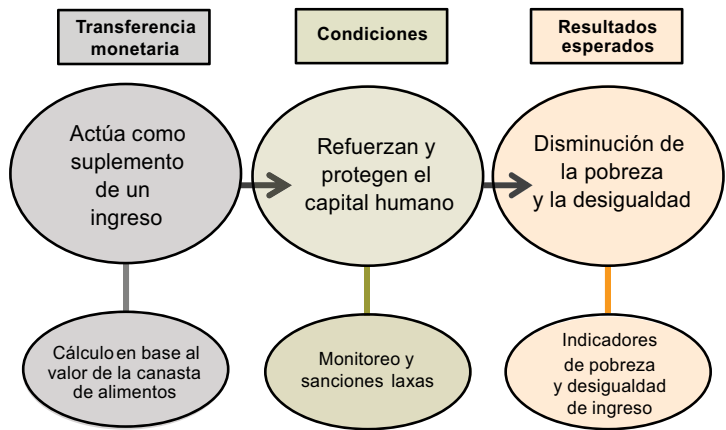 Transferencia
monetaria
Condiciones
Resultados
esperados
Actúa como
suplemento
de un
ingreso
Refuerzan y
protegen el
capital humano
Disminución de
la pobreza
y la desigualdad
Cálculo en base al
valor de la canasta
de alimentos
Monitoreo y
sanciones laxas
Indicadores
de pobreza
y desigualdad
de ingreso